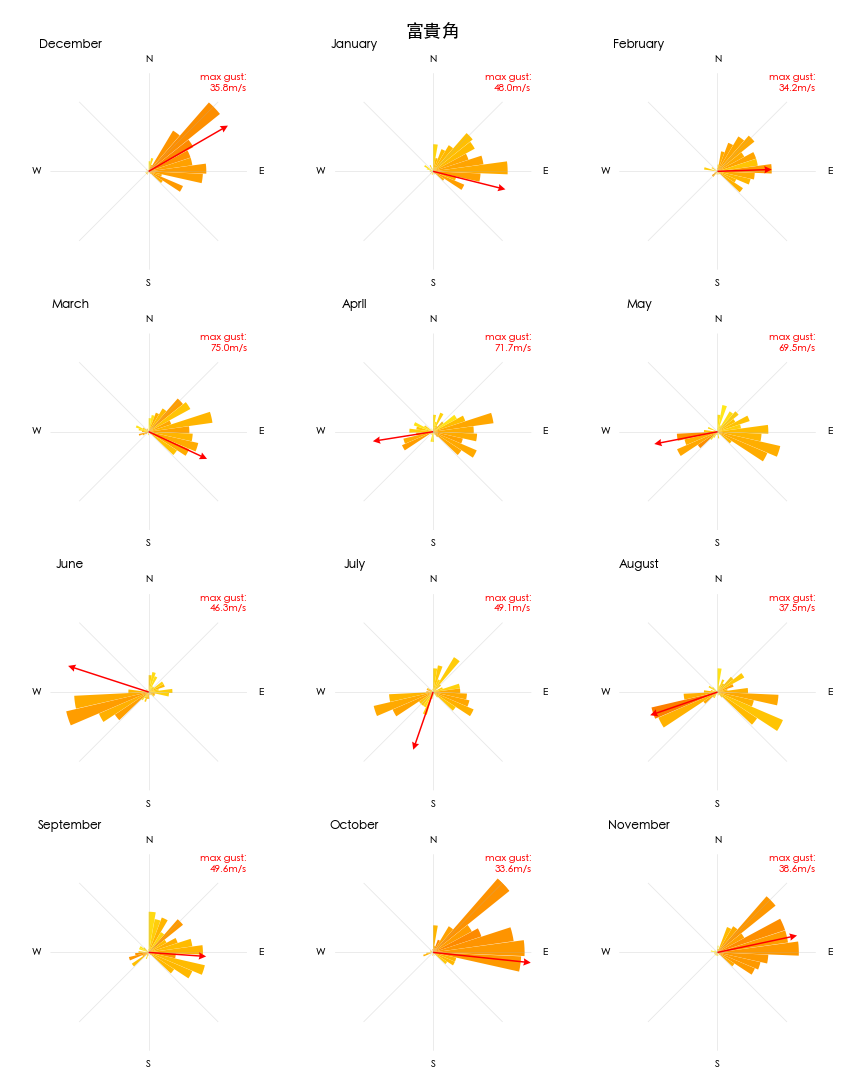 富貴角
December
N
max gust:
35.8m/s
W
E
S
January
N
max gust:
48.0m/s
W
E
S
February
N
max gust:
34.2m/s
W
E
S
March
N
max gust:
75.0m/s
W
E
S
April
N
max gust:
71.7m/s
W
E
S
May
N
max gust:
69.5m/s
W
E
S
June
N
max gust:
46.3m/s
W
E
S
July
N
max gust:
49.1m/s
W
E
S
August
N
max gust:
37.5m/s
W
E
S
September
N
max gust:
49.6m/s
W
E
S
October
N
max gust:
33.6m/s
W
E
S
November
N
max gust:
38.6m/s
W
E
S